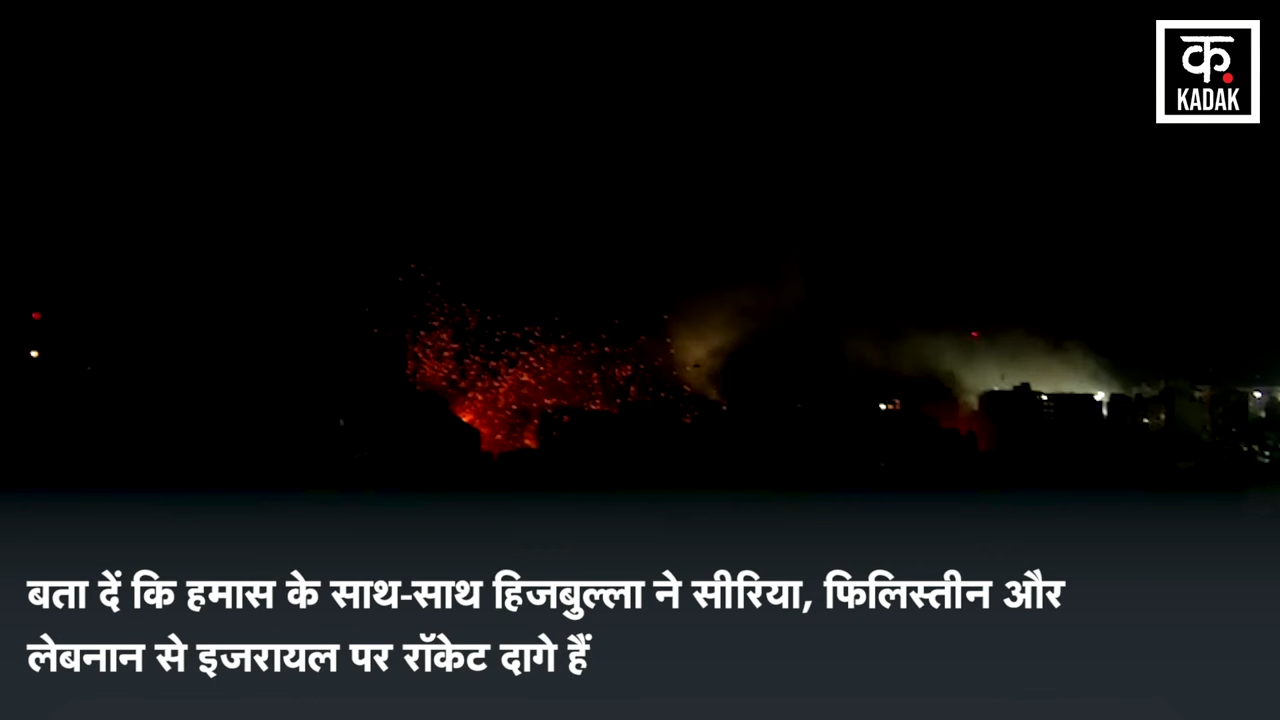 क.
KADAK
बता दें कि हमास के साथ-साथ हिजबुल्ला ने सीरिया, फिलिस्तीन और
लेबनान से इजरायल पर रॉकेट दागे हैं